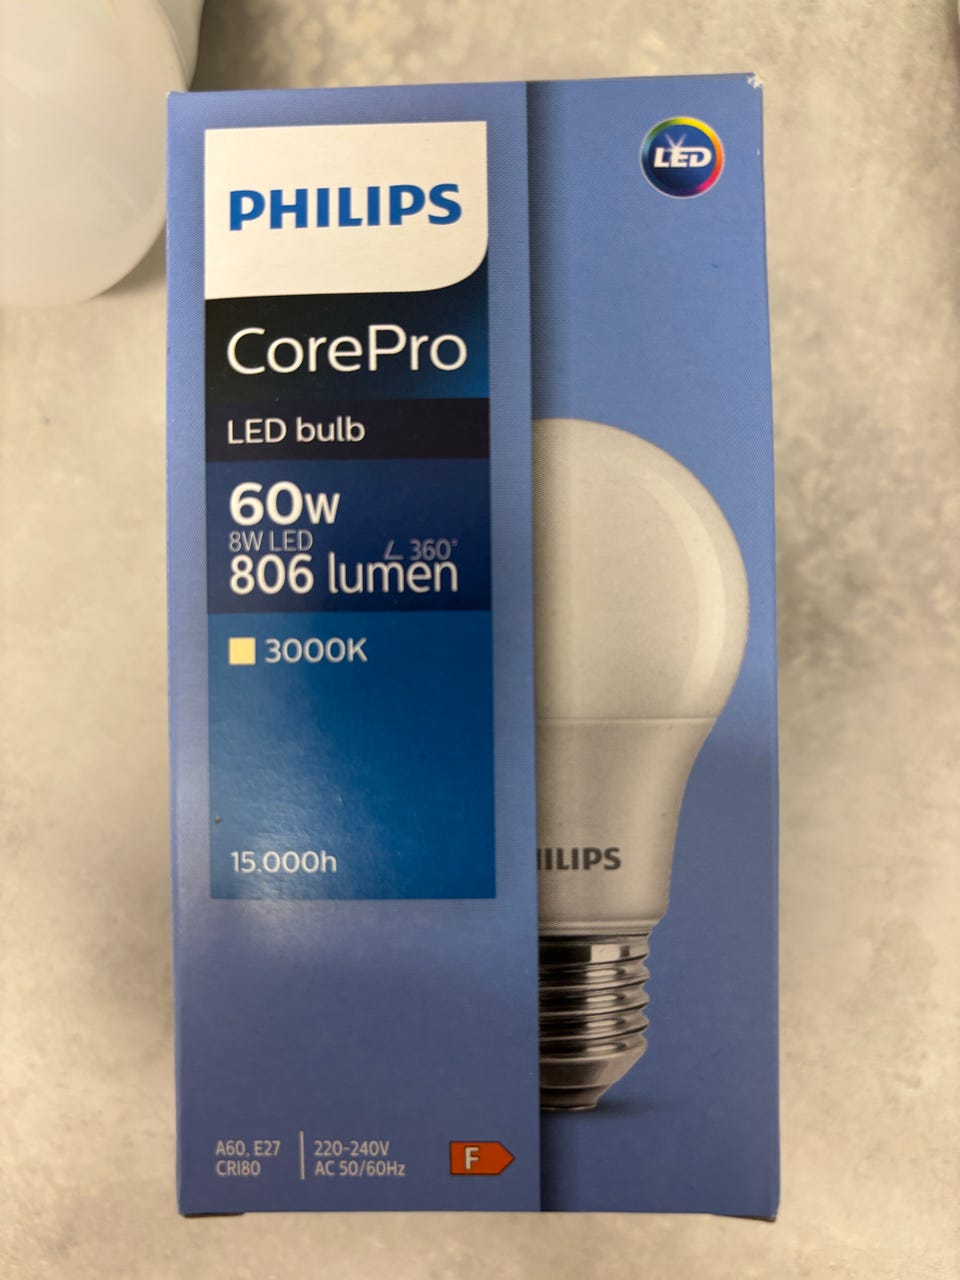 PHILIPS
LED
CorePro
LED bulb
60w
8W LED
∠ 360°
806 lumen
3000K
15.000h
HILIPS
A60, E27
CRI80
220-240V
AC 50/60Hz
F